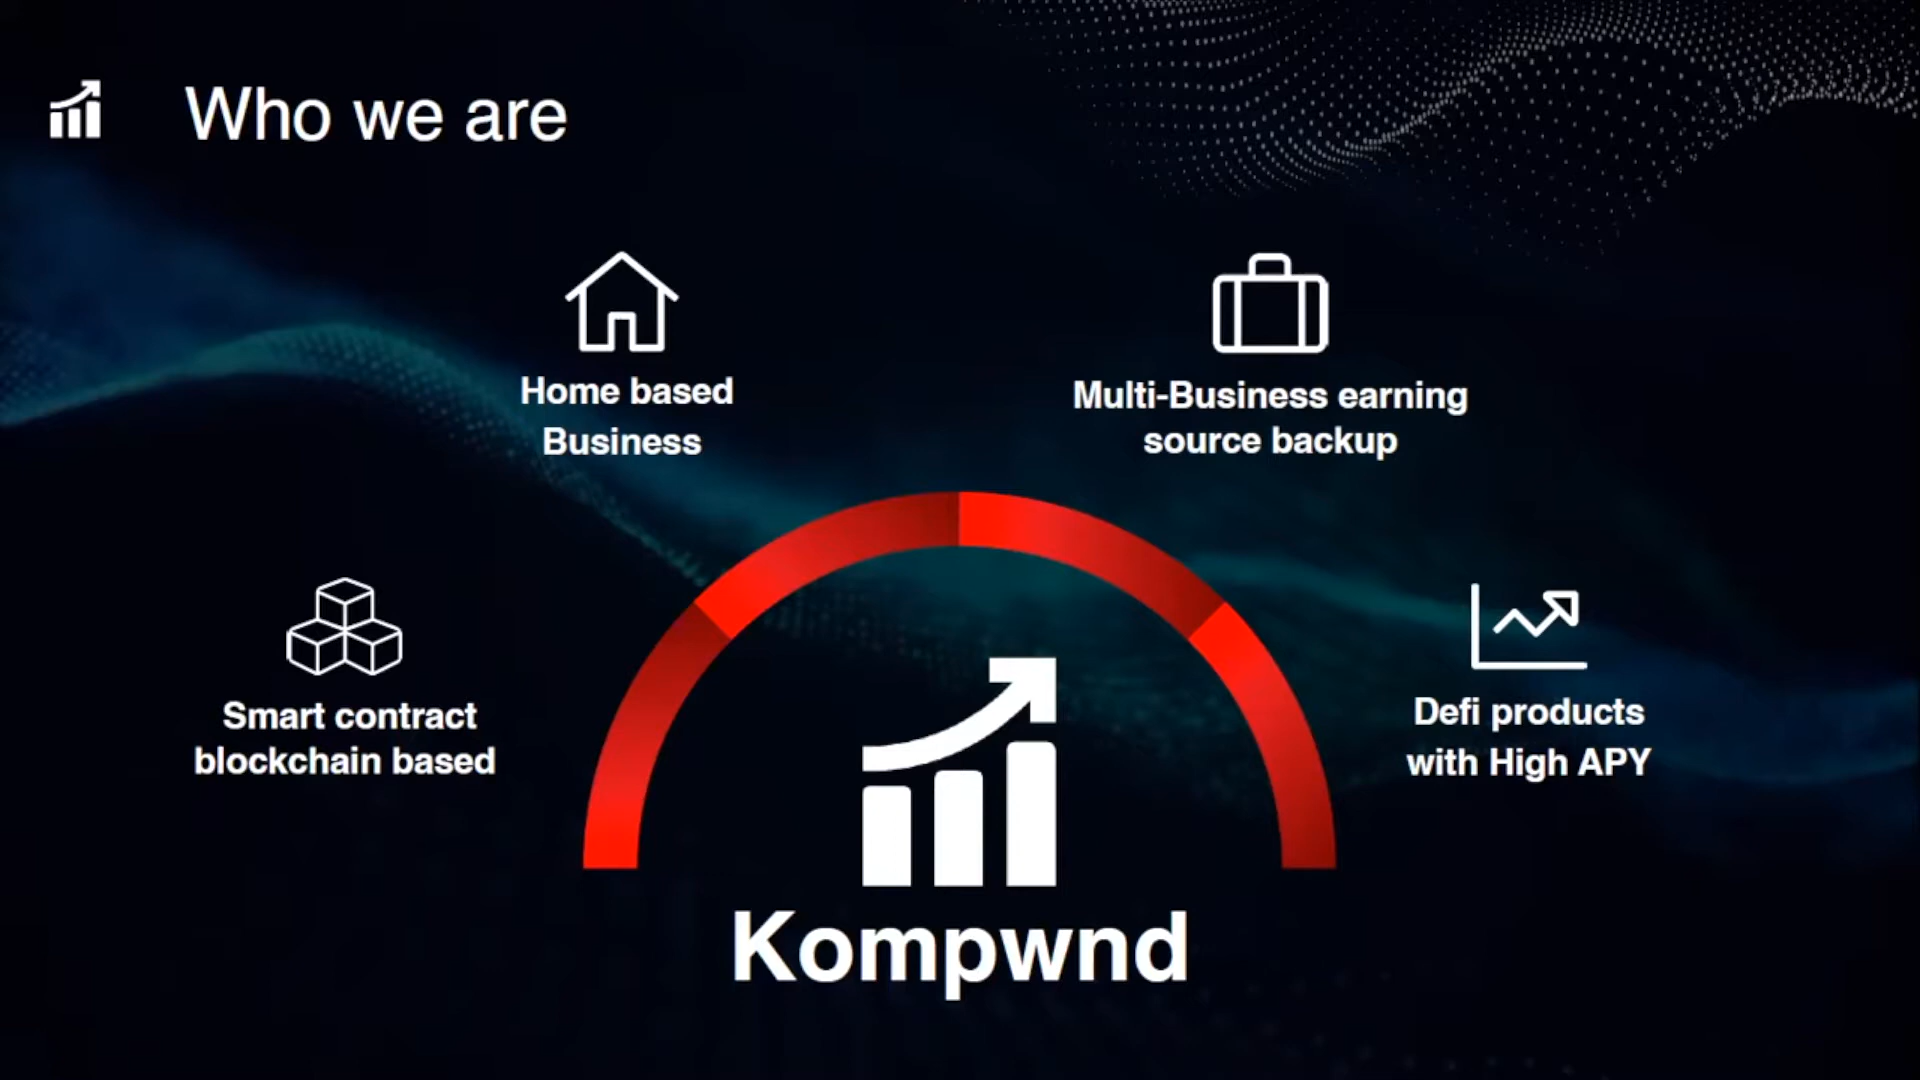 Who we are
Home based
Business
Multi-Business earning
source backup
Smart contract
blockchain based
Defi products
with High APY
Kompwnd